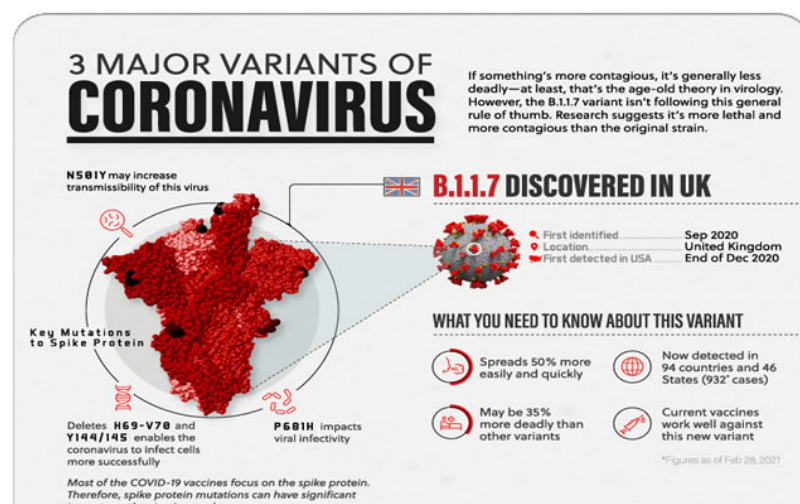 3 MAJOR VARIANTS OF
CORONAVIRUS
If something's more contagious, it's generally less
deadly—at least, that's the age-old theory in virology.
However, the B.1.1.7 variant isn't following this general
rule of thumb. Research suggests it's more lethal and
more contagious than the original strain.
N501Y may increase
transmissibility of this virus
B.1.1.7 DISCOVERED IN UK
First identified Sep 2020
Location United Kingdom
First detected in USA End of Dec 2020
Key Mutations
to Spike Protein
WHAT YOU NEED TO KNOW ABOUT THIS VARIANT
Spreads 50% more
easily and quickly
Now detected in
94 countries and 46
States (932* cases)
May be 35%
more deadly than
other variants
Current vaccines
work well against
this new variant
Deletes H69-V70 and
Y144/145 enables the
coronavirus to infect cells
more successfully
P681H impacts
viral infectivity
*Figures as of Feb 28, 2021
Most of the COVID-19 vaccines focus on the spike protein.
Therefore, spike protein mutations can have significant